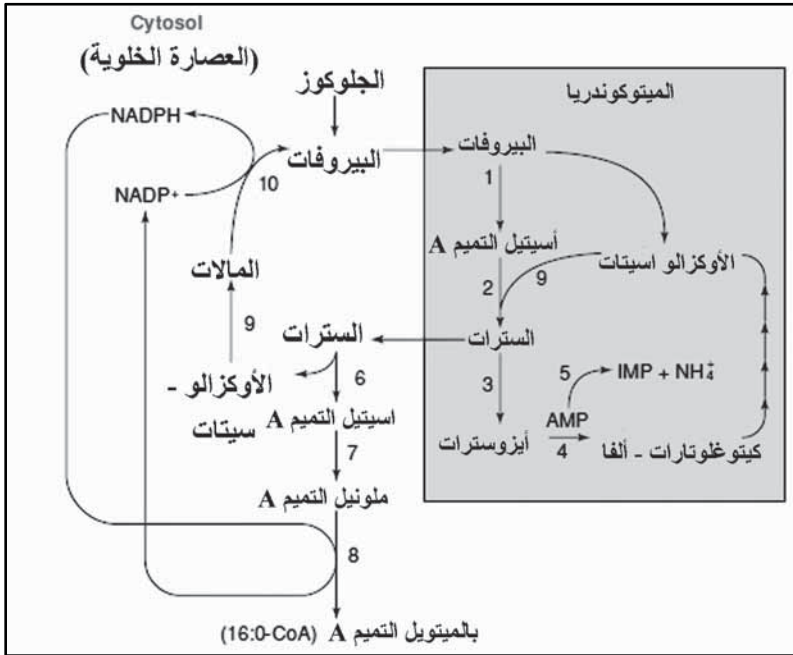 Cytosol
(العصارة الخلوية)
الجلوكوز
NADPH
البيروفات
10
NADP+
المالات
9
السترات
6
الأوكزالو -
سيتات
اسيتيل التميم A
7
ملونيل التميم A
8
بالميتويل التميم A (16:0-CoA)
الميتوكوندريا
البيروفات
1
أسيتيل التميم A
الأوكزالو اسيتات
2
9
السترات
3
5
IMP + NH₄⁺
AMP
أيزوسترات
4
كيتوغلوتارات - ألفا